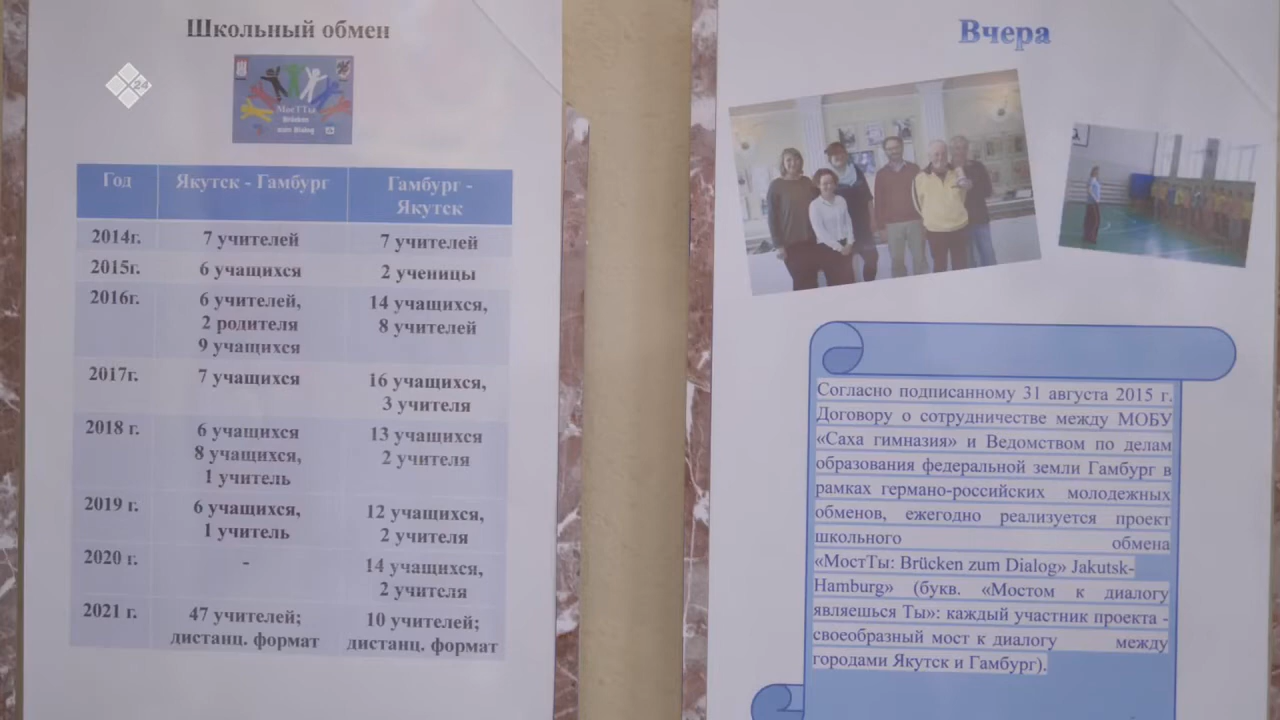 Школьный обмен
24
МосТТы
Brücken
zum Dialog
Год Якутск - Гамбург Гамбург -
Якутск
2014г. 7 учителей 7 учителей
2015г. 6 учащихся 2 ученицы
2016г. 6 учителей, 14 учащихся,
2 родителя 8 учителей
9 учащихся
2017г. 7 учащихся 16 учащихся,
3 учителя
2018 г. 6 учащихся 13 учащихся
8 учащихся, 2 учителя
1 учитель
2019 г. 6 учащихся, 12 учащихся,
1 учитель 2 учителя
2020 г. - 14 учащихся,
2 учителя
2021 г. 47 учителей; 10 учителей;
дистанц. формат дистанц. формат
Вчера
Согласно подписанному 31 августа 2015 г.
Договору о сотрудничестве между МОБУ
«Саха гимназия» и Ведомством по делам
образования федеральной земли Гамбург в
рамках германо-российских молодежных
обменов, ежегодно реализуется проект
школьного обмена
«МостТы: Brücken zum Dialog» Jakutsk-
Hamburg» (букв. «Мостом к диалогу
являешься Ты»: каждый участник проекта -
своеобразный мост к диалогу между
городами Якутск и Гамбург).